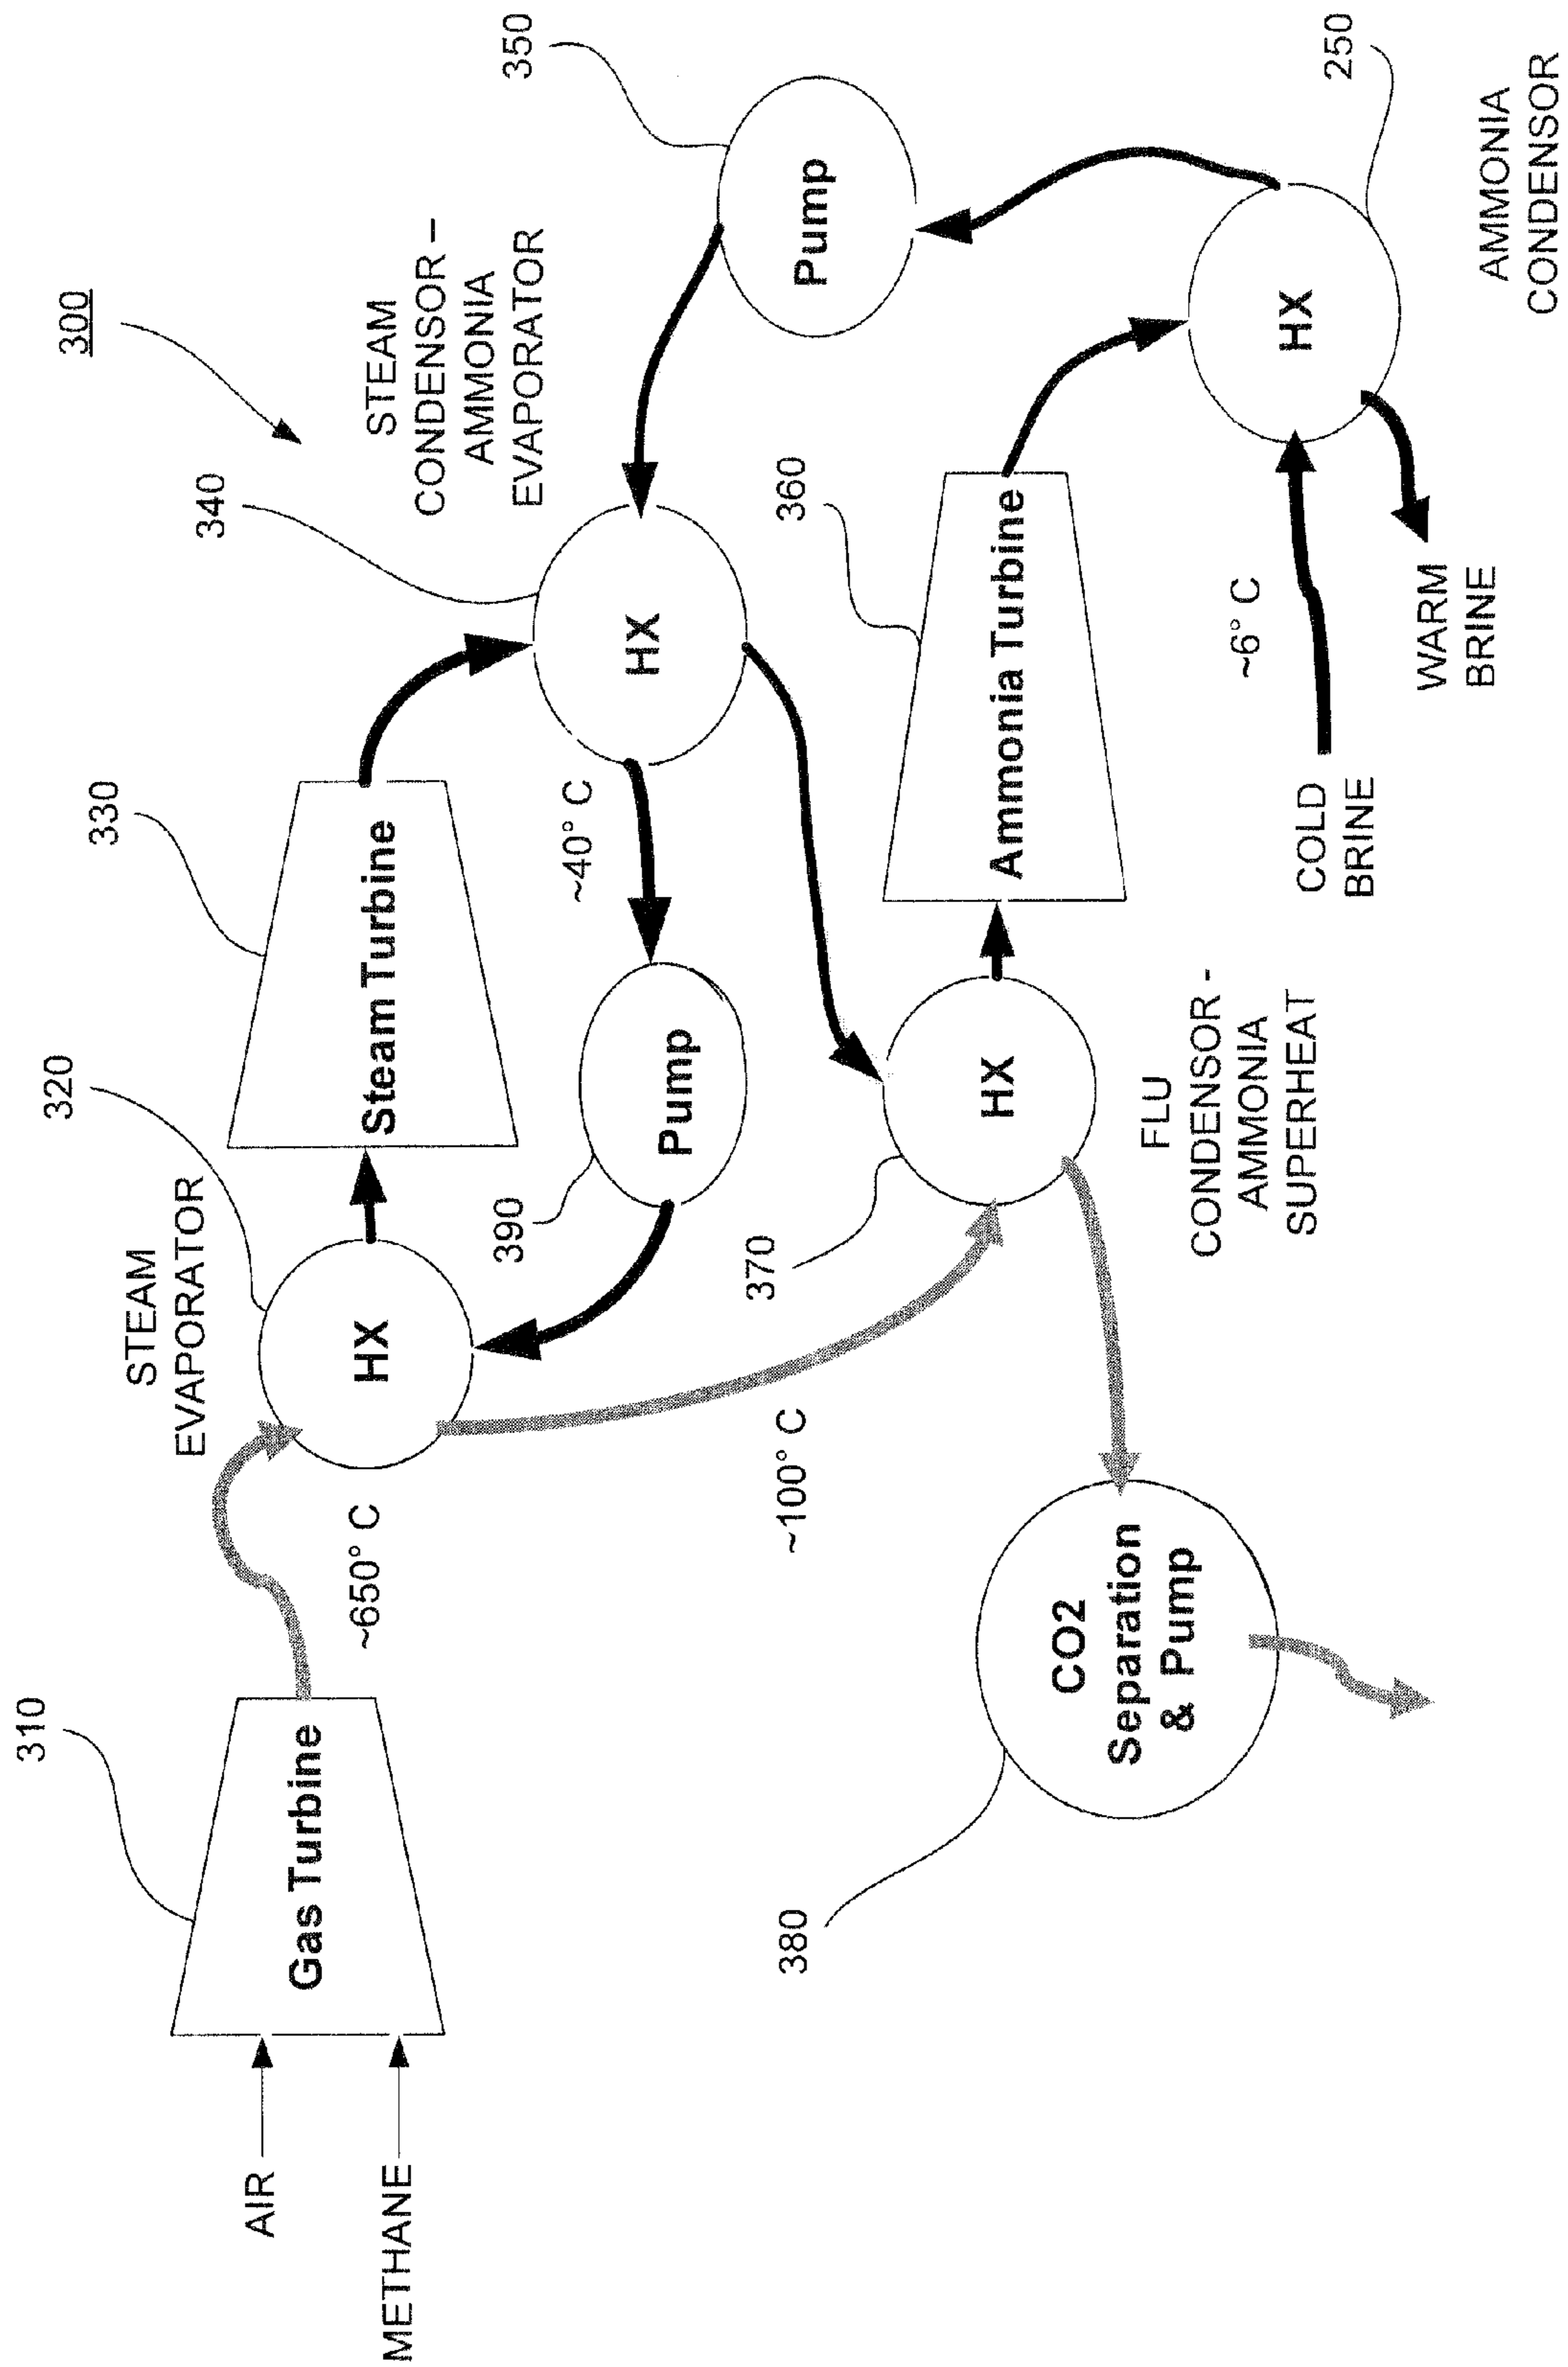 300
310
Gas Turbine
AIR
METHANE
~650° C
STEAM
EVAPORATOR
320
HX
330
Steam Turbine
340
STEAM
CONDENSOR –
AMMONIA
EVAPORATOR
HX
~40° C
390
Pump
350
Pump
~100° C
370
HX
FLU
CONDENSOR -
AMMONIA
SUPERHEAT
360
Ammonia Turbine
380
CO2
Separation
& Pump
~6° C
COLD
BRINE
WARM
BRINE
HX
250
AMMONIA
CONDENSOR